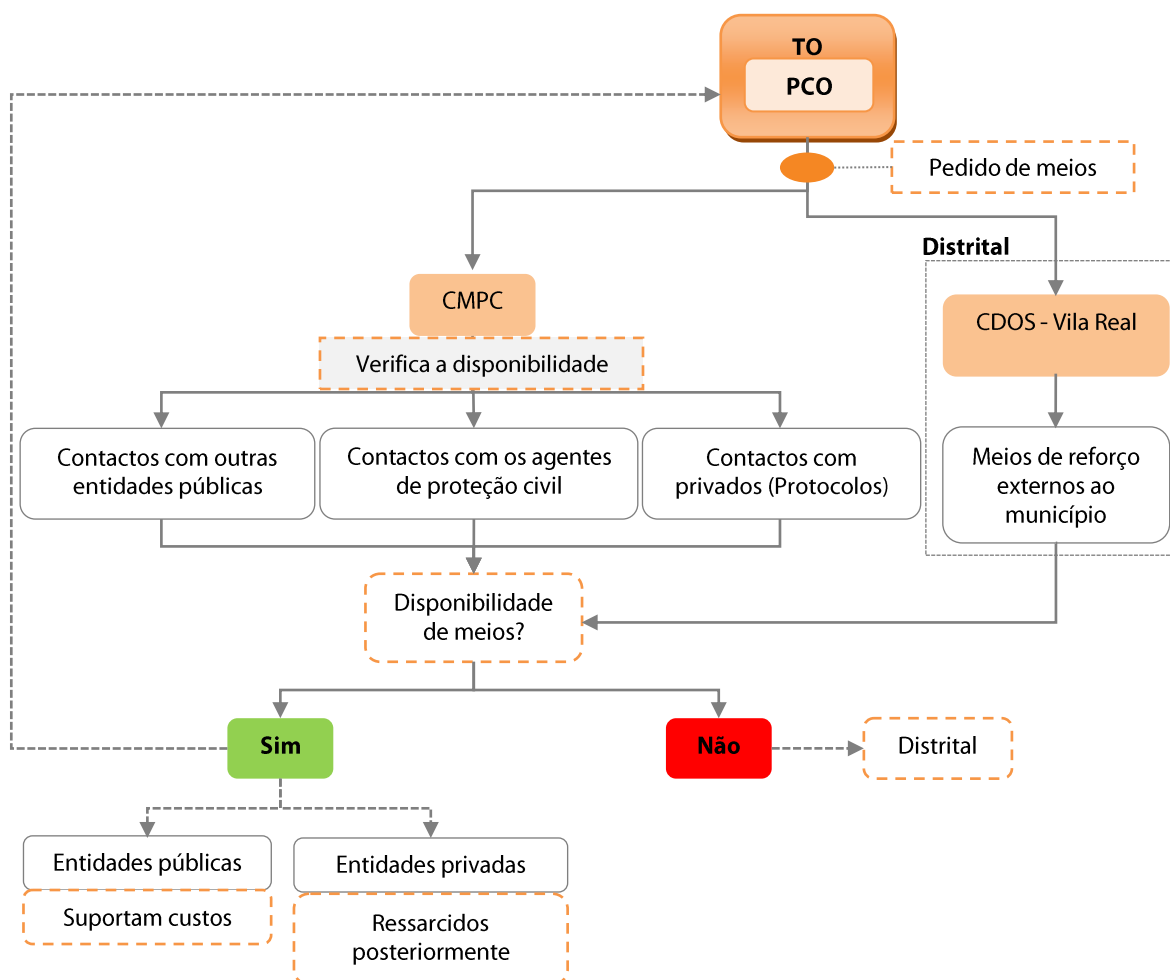 TO
PCO
Pedido de meios
Distrital
CMPC
CDOS - Vila Real
Verifica a disponibilidade
Contactos com outras
entidades públicas
Contactos com os agentes
de proteção civil
Contactos com
privados (Protocolos)
Meios de reforço
externos ao
município
Disponibilidade
de meios?
Sim
Não
Distrital
Entidades públicas
Suportam custos
Entidades privadas
Ressarcidos
posteriormente